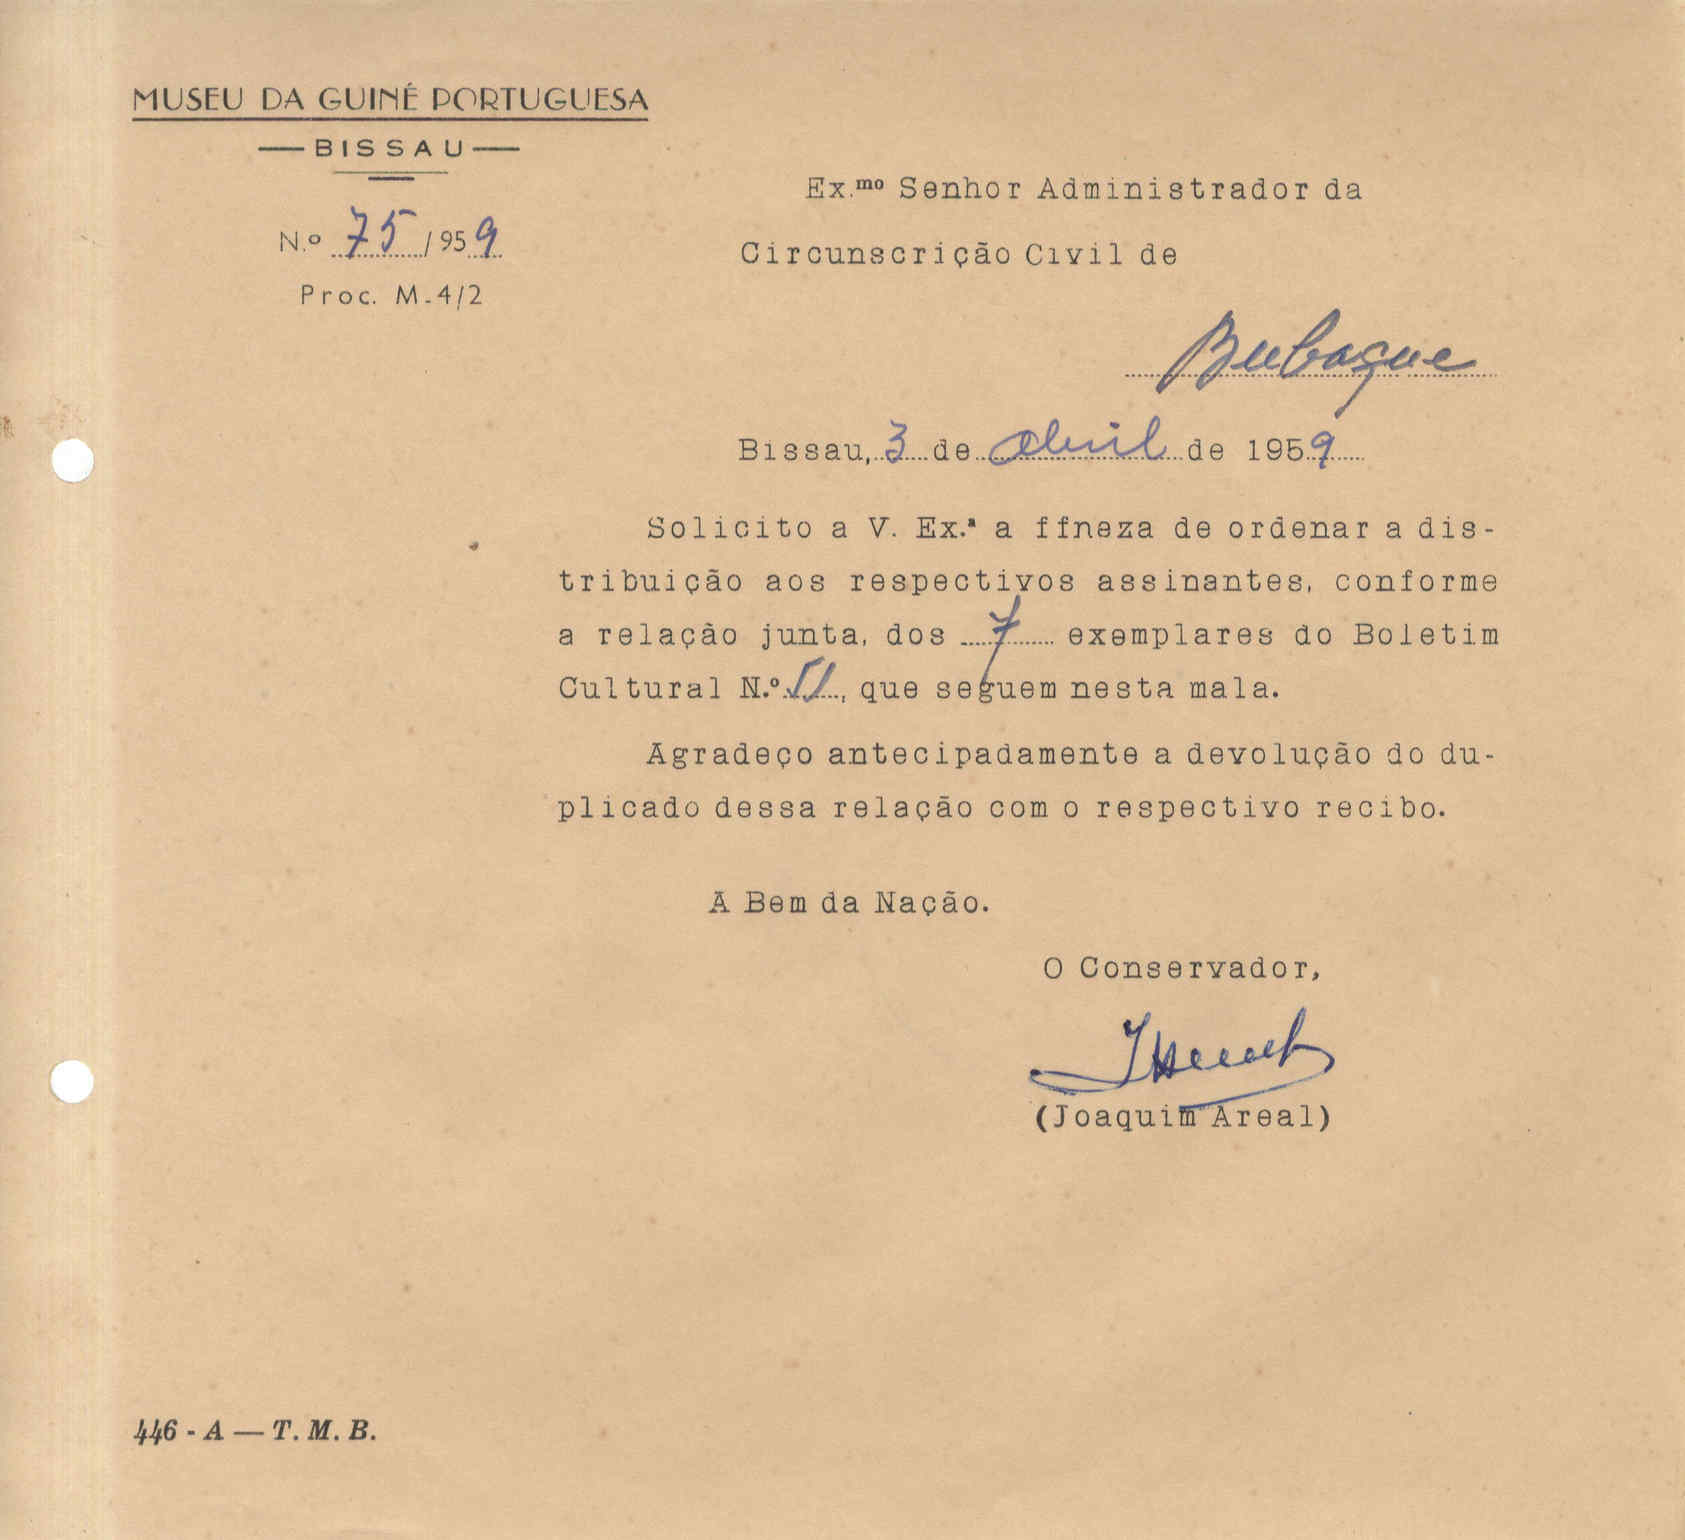 MUSEU DA GUINÉ PORTUGUESA
— BISSAU —
N.º 75/959
Proc. M-4/2
Ex.mo Senhor Administrador da
Circunscrição Civil de
Bubaque
Bissau, 3 de Abril de 1959
Solicito a V. Ex.ª a ffneza de ordenar a dis-
tribuição aos respectivos assinantes, conforme
a relação junta, dos 7 exemplares do Boletim
Cultural N.º 51, que seguem nesta mala.
Agradeço antecipadamente a devolução do du-
plicado dessa relação com o respectivo recibo.
A Bem da Nação.
O Conservador,
(Joaquim Areal)
446 - A — T. M. B.